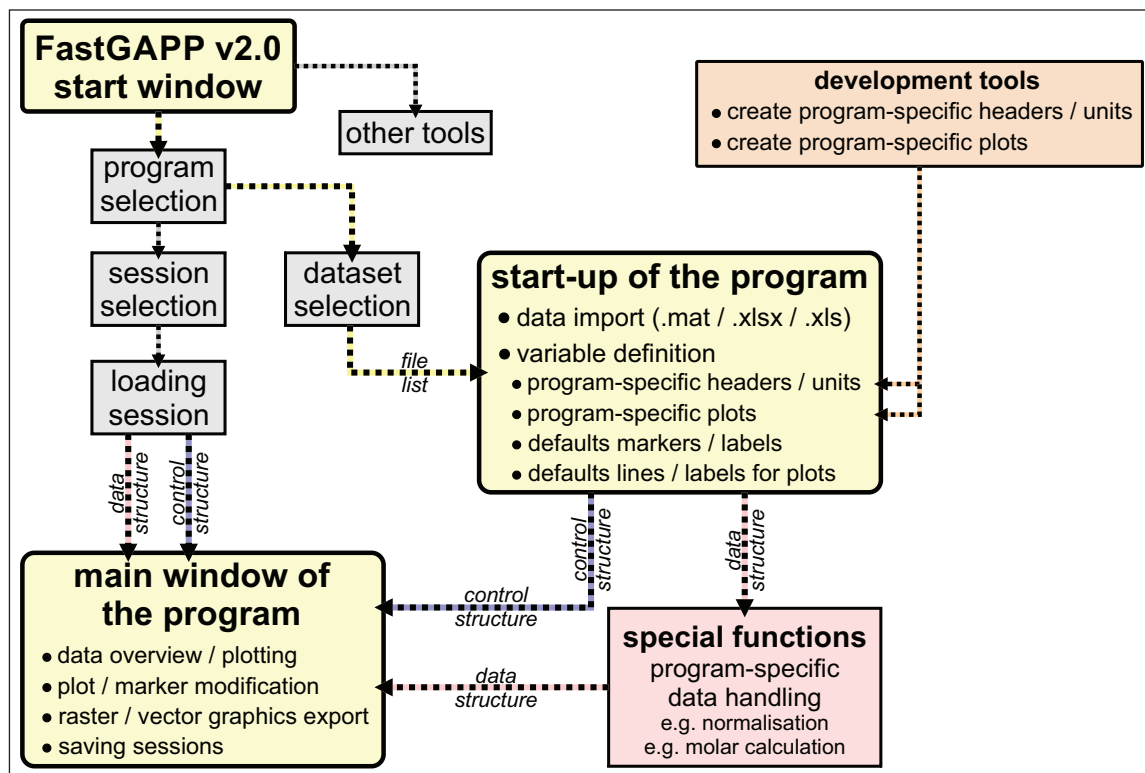 FastGAPP v2.0
start window
other tools
development tools
• create program-specific headers / units
• create program-specific plots
program
selection
session
selection
dataset
selection
loading
session
file
list
start-up of the program
• data import (.mat / .xlsx / .xls)
• variable definition
• program-specific headers / units
• program-specific plots
• defaults markers / labels
• defaults lines / labels for plots
data
structure
control
structure
control
structure
data
structure
main window of
the program
• data overview / plotting
• plot / marker modification
• raster / vector graphics export
• saving sessions
control
structure
data
structure
special functions
program-specific
data handling
e.g. normalisation
e.g. molar calculation